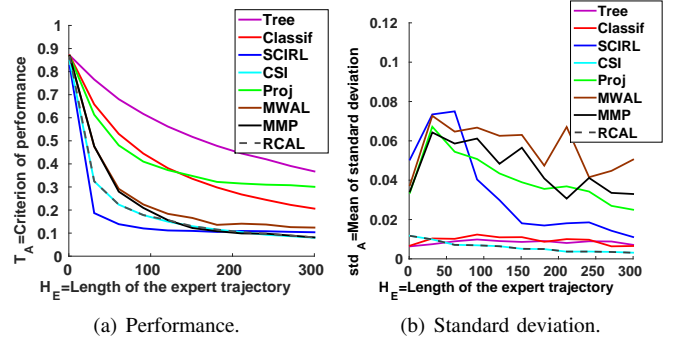 T_A=Criterion of performance
1
0.9
0.8
0.7
0.6
0.5
0.4
0.3
0.2
0.1
0
0 100 200 300
H_E=Length of the expert trajectory
Tree
Classif
SCIRL
CSI
Proj
MWAL
MMP
RCAL
(a) Performance.
std_A=Mean of standard deviation
0.12
0.1
0.08
0.06
0.04
0.02
0
0 50 100 150 200 250 300
H_E=Length of the expert trajectory
Tree
Classif
SCIRL
CSI
Proj
MWAL
MMP
RCAL
(b) Standard deviation.